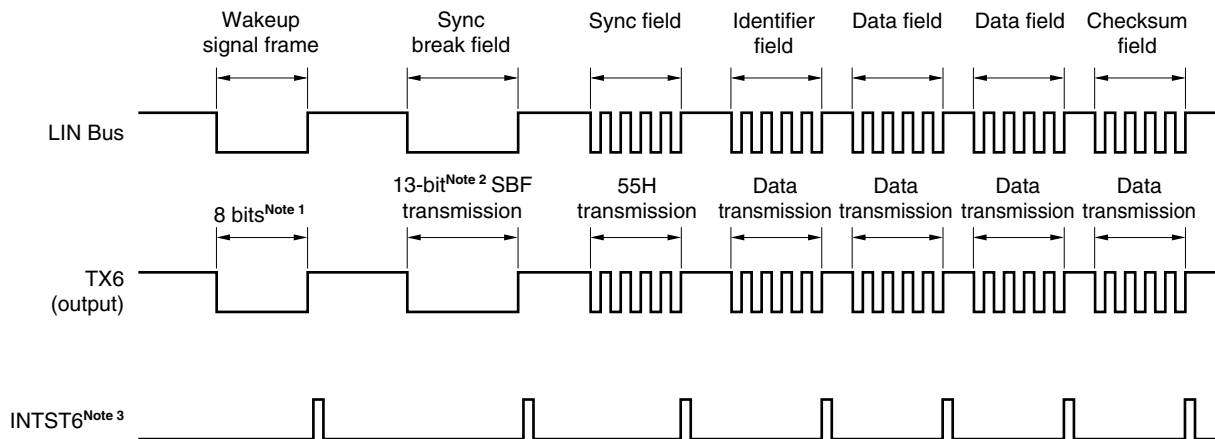 Wakeup
signal frame
Sync
break field
Sync field
Identifier
field
Data field
Data field
Checksum
field
LIN Bus
8 bitsNote 1
13-bitNote 2 SBF
transmission
55H
transmission
Data
transmission
Data
transmission
Data
transmission
Data
transmission
TX6
(output)
INTST6Note 3